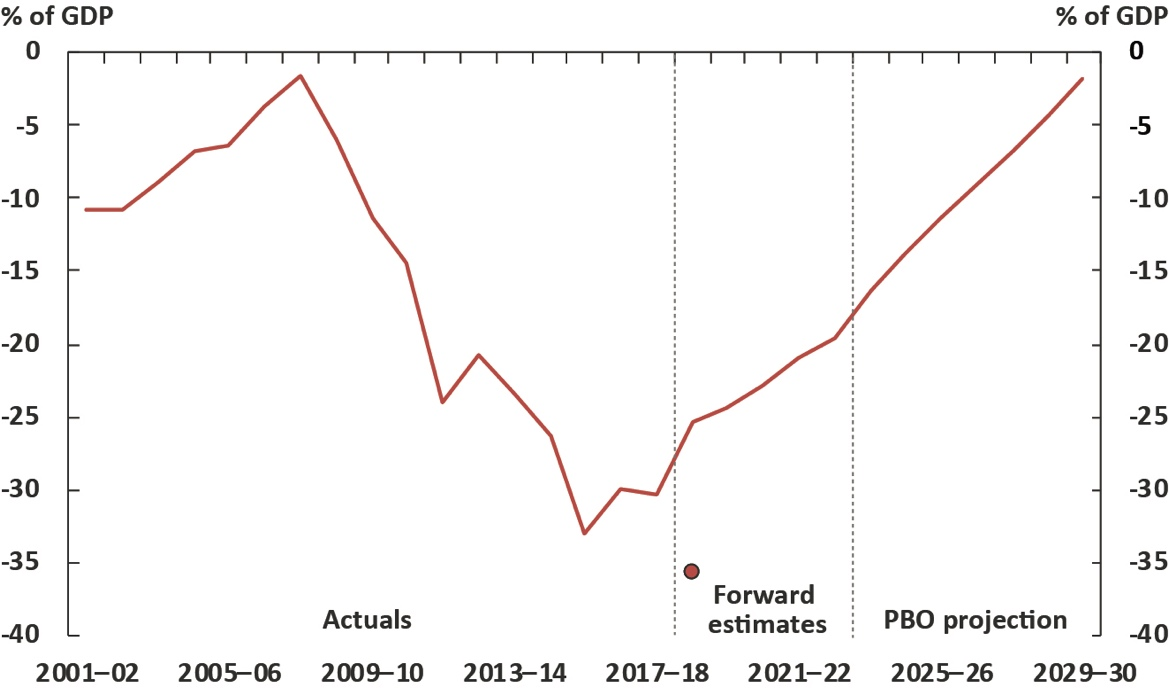 % of GDP % of GDP
0 0
-5 -5
-10 -10
-15 -15
-20 -20
-25 -25
-30 -30
-35 -35
-40 -40
Actuals
Forward
estimates
PBO projection
2001–02 2005–06 2009–10 2013–14 2017–18 2021–22 2025–26 2029–30